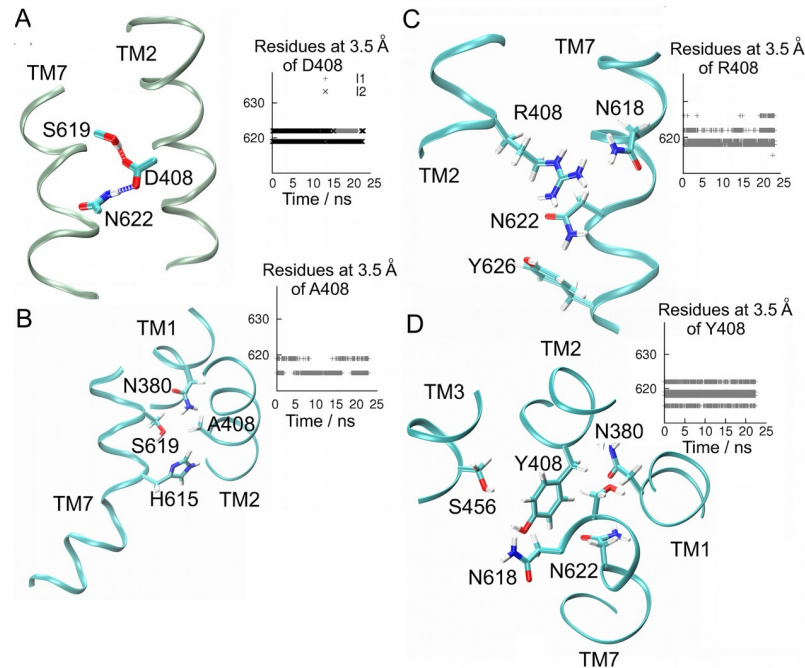 A
TM2
TM7
S619
D408
N622
Residues at 3.5 Å
of D408
+ I1
× I2
630
620
0 5 10 15 20 25
Time / ns
B
TM1
N380
A408
S619
H615
TM2
TM7
Residues at 3.5 Å
of A408
630
620
0 5 10 15 20 25
Time / ns
C
TM7
R408
N618
TM2
N622
Y626
Residues at 3.5 Å
of R408
620
0 5 10 15 20 25
Time / ns
D
TM2
TM3
N380
Y408
S456
N618
N622
TM1
TM7
Residues at 3.5 Å
of Y408
630
620
0 5 10 15 20 25
Time / ns